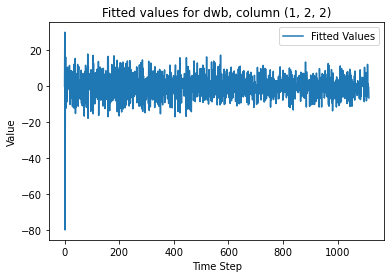 Fitted values for dwb, column (1, 2, 2)
Fitted Values
20
0
−20
−40
−60
−80
Value
0 200 400 600 800 1000
Time Step